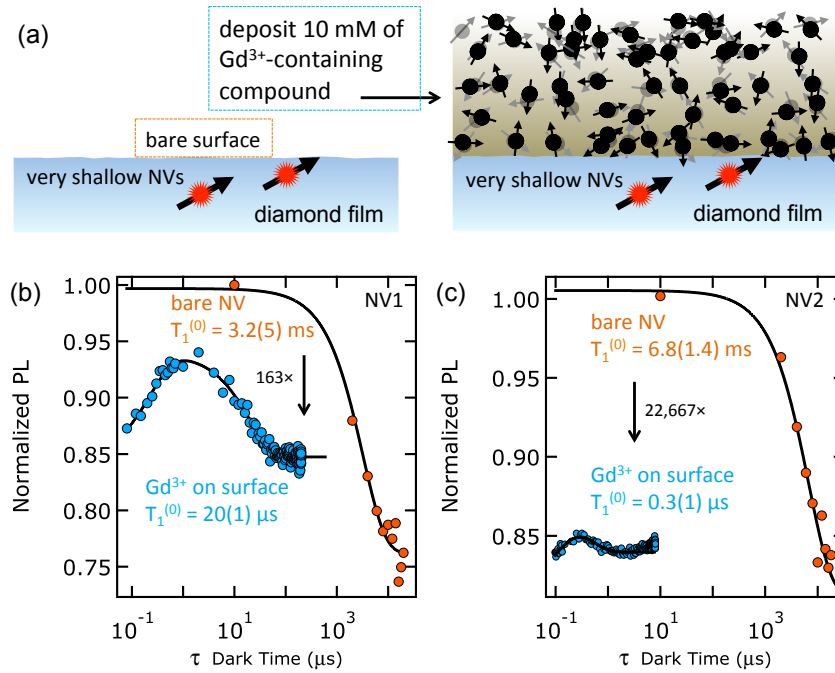 (a)
deposit 10 mM of
Gd³⁺-containing
compound
bare surface
very shallow NVs
diamond film
very shallow NVs
diamond film
(b)
Normalized PL
1.00
0.95
0.90
0.85
0.80
0.75
NV1
bare NV
T₁⁽⁰⁾ = 3.2(5) ms
163×
Gd³⁺ on surface
T₁⁽⁰⁾ = 20(1) μs
10⁻¹ 10¹ 10³
τ Dark Time (μs)
(c)
Normalized PL
1.00
0.95
0.90
0.85
NV2
bare NV
T₁⁽⁰⁾ = 6.8(1.4) ms
22,667×
Gd³⁺ on surface
T₁⁽⁰⁾ = 0.3(1) μs
10⁻¹ 10¹ 10³
τ Dark Time (μs)